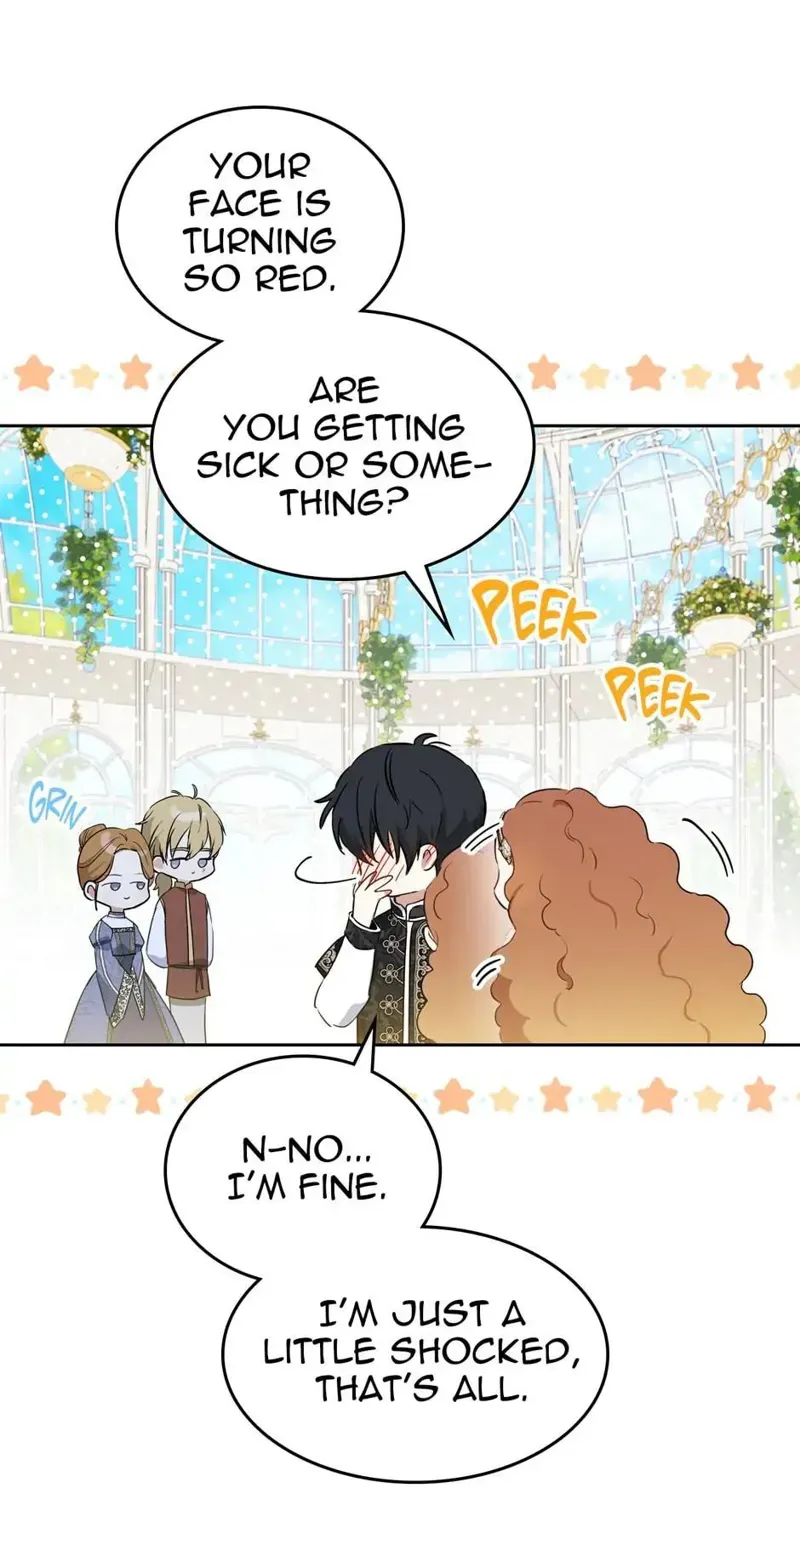 YOUR
FACE IS
TURNING
SO RED.
ARE
YOU GETTING
SICK OR SOME-
THING?
PEEK
PEEK
GRIN
N-NO...
I'M FINE.
I'M JUST A
LITTLE SHOCKED,
THAT'S ALL.